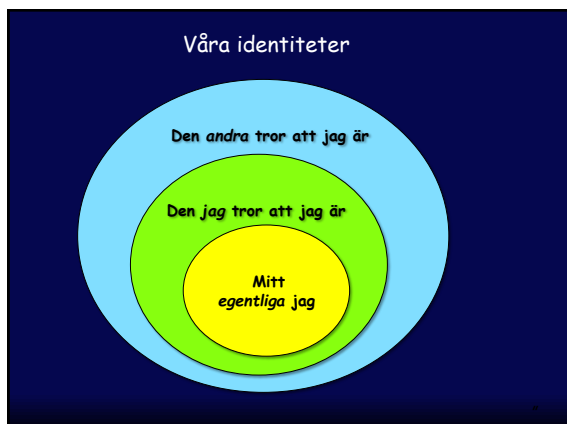 Våra identiteter
Den andra tror att jag är
Den jag tror att jag är
Mitt
egentliga jag